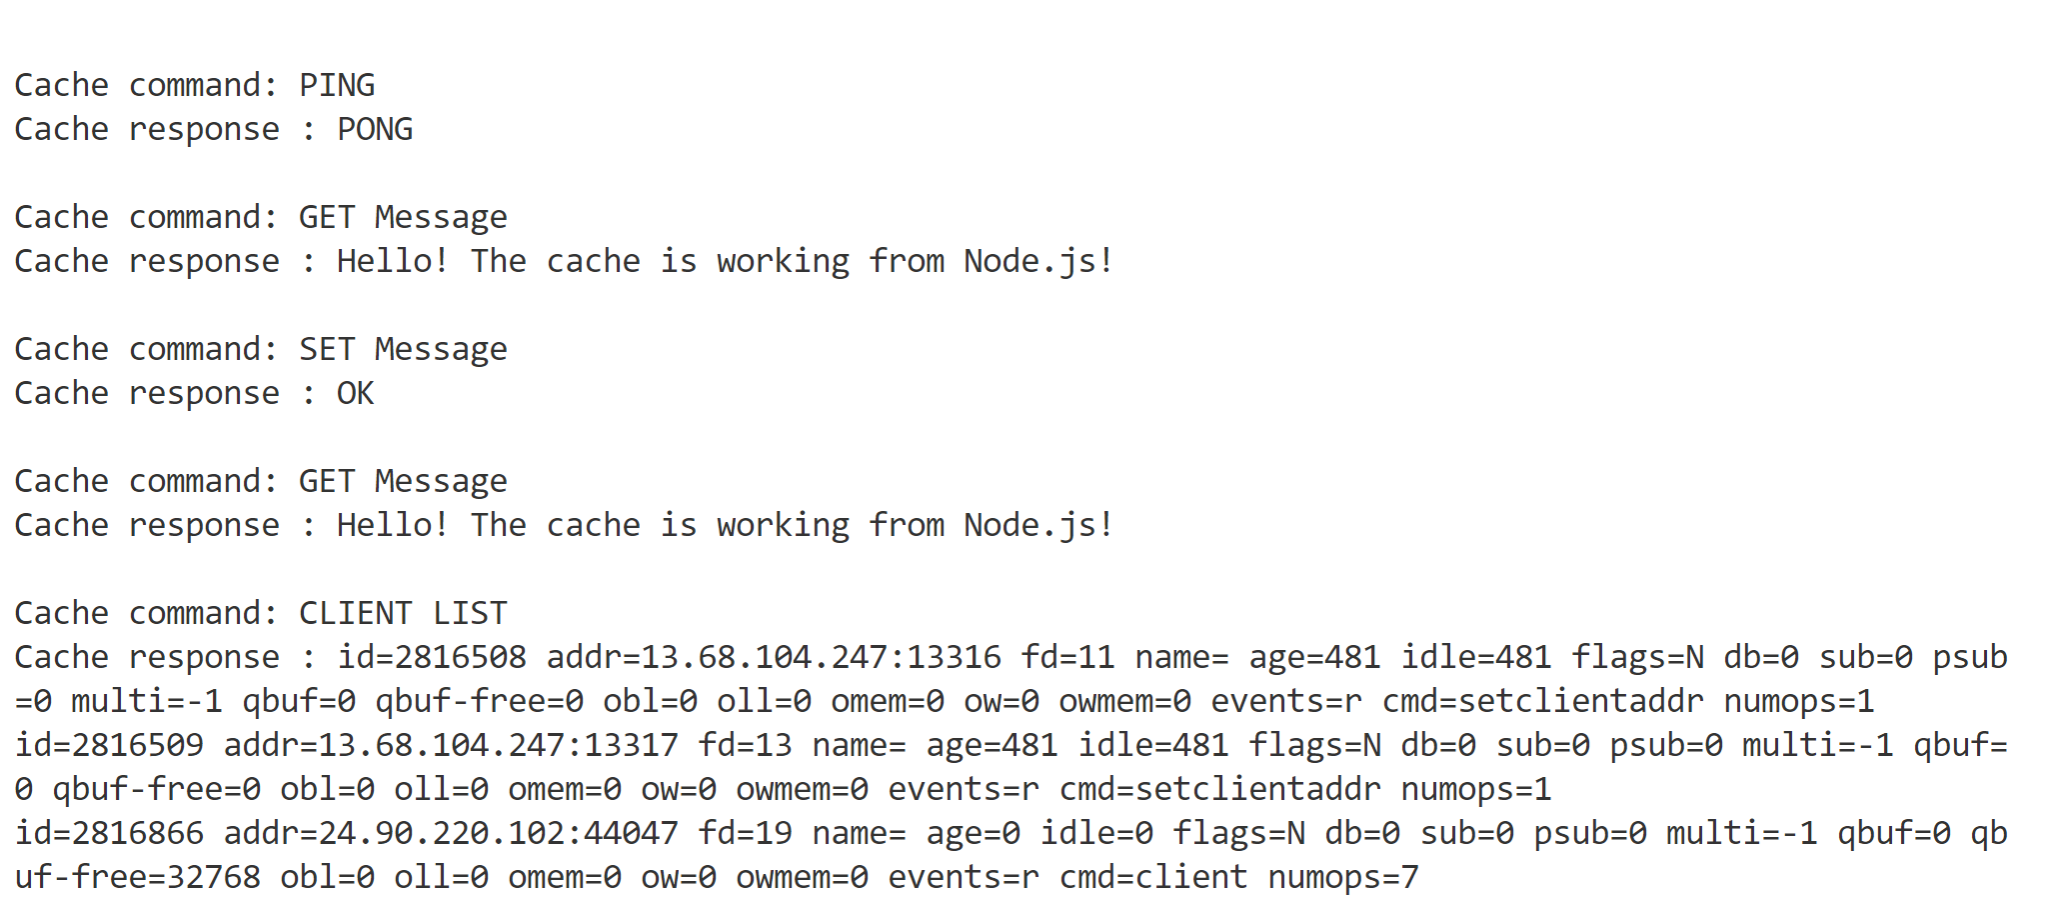 Cache command: PING
Cache response : PONG
Cache command: GET Message
Cache response : Hello! The cache is working from Node.js!
Cache command: SET Message
Cache response : OK
Cache command: GET Message
Cache response : Hello! The cache is working from Node.js!
Cache command: CLIENT LIST
Cache response : id=2816508 addr=13.68.104.247:13316 fd=11 name= age=481 idle=481 flags=N db=0 sub=0 psub
=0 multi=-1 qbuf=0 qbuf-free=0 obl=0 oll=0 omem=0 ow=0 owmem=0 events=r cmd=setclientaddr numops=1
id=2816509 addr=13.68.104.247:13317 fd=13 name= age=481 idle=481 flags=N db=0 sub=0 psub=0 multi=-1 qbuf=
0 qbuf-free=0 obl=0 oll=0 omem=0 ow=0 owmem=0 events=r cmd=setclientaddr numops=1
id=2816866 addr=24.90.220.102:44047 fd=19 name= age=0 idle=0 flags=N db=0 sub=0 psub=0 multi=-1 qbuf=0 qb
uf-free=32768 obl=0 oll=0 omem=0 ow=0 owmem=0 events=r cmd=client numops=7